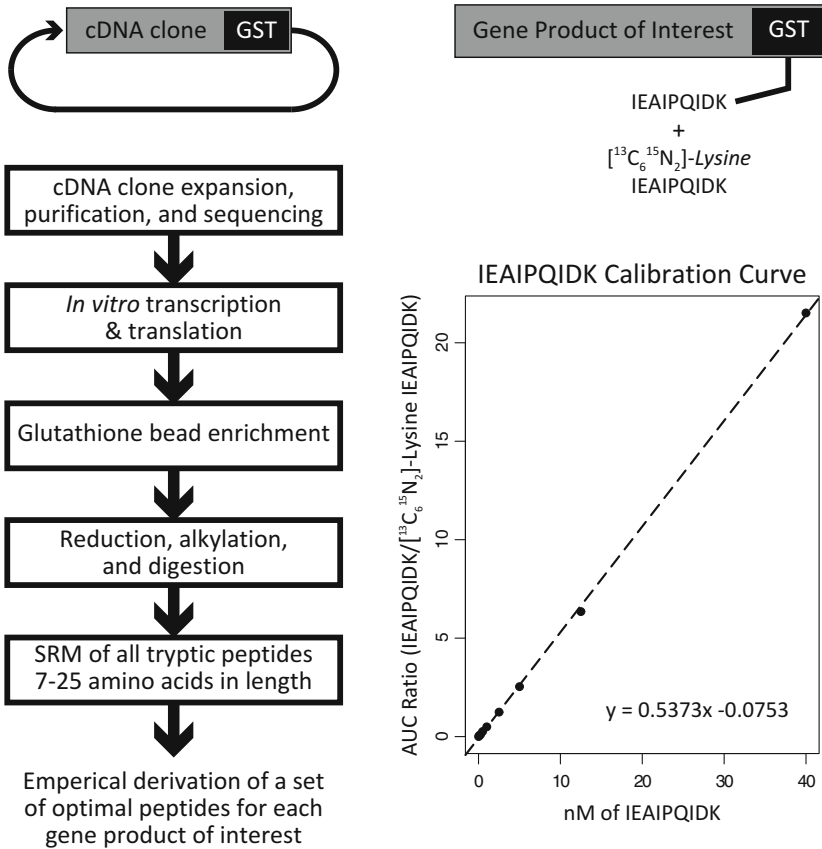 cDNA clone GST
cDNA clone expansion,
purification, and sequencing
In vitro transcription
& translation
Glutathione bead enrichment
Reduction, alkylation,
and digestion
SRM of all tryptic peptides
7-25 amino acids in length
Emperical derivation of a set
of optimal peptides for each
gene product of interest
Gene Product of Interest GST
IEAIPQIDK
+
[¹³C₆¹⁵N₂]-Lysine
IEAIPQIDK
IEAIPQIDK Calibration Curve
AUC Ratio (IEAIPQIDK/[¹³C₆¹⁵N₂]-Lysine IEAIPQIDK)
20
15
10
5
0
y = 0.5373x -0.0753
0 10 20 30 40
nM of IEAIPQIDK